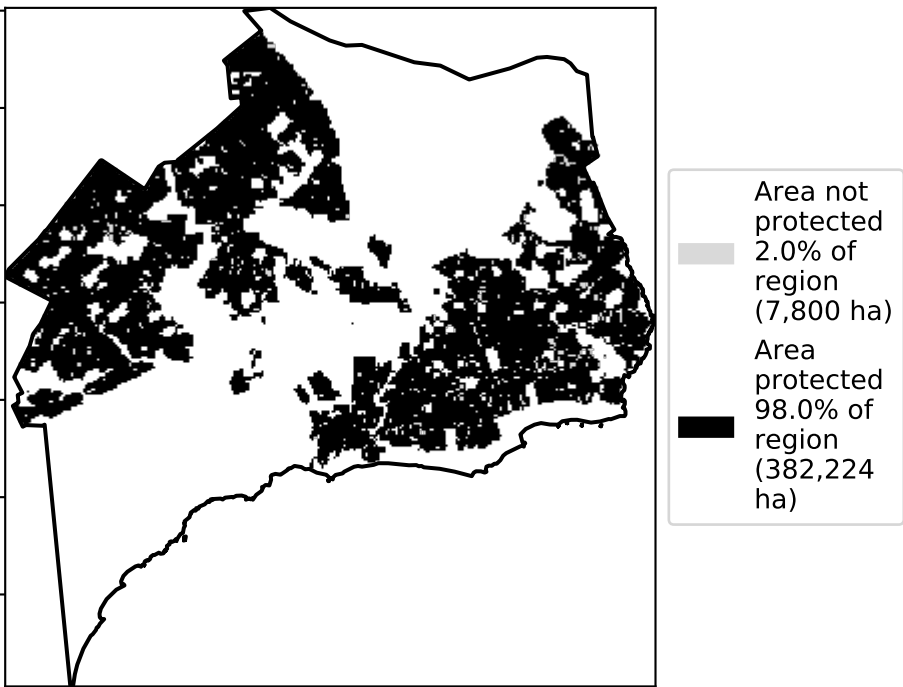 Area not
protected
2.0% of
region
(7,800 ha)
Area
protected
98.0% of
region
(382,224
ha)